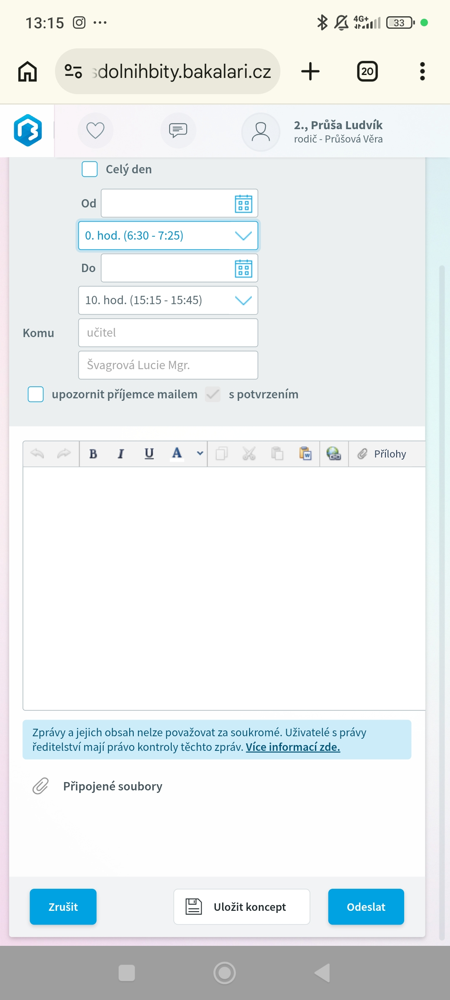 13:15
4G+
33
sdolnihbity.bakalari.cz
20
2., Průša Ludvík
rodič - Průšová Věra
Celý den
Od
0. hod. (6:30 - 7:25)
Do
10. hod. (15:15 - 15:45)
Komu
učitel
Švagrová Lucie Mgr.
upozornit příjemce mailem
s potvrzením
B I U A
Přílohy
Zprávy a jejich obsah nelze považovat za soukromé. Uživatelé s právy
ředitelství mají právo kontroly těchto zpráv. Více informací zde.
Připojené soubory
Zrušit
Uložit koncept
Odeslat